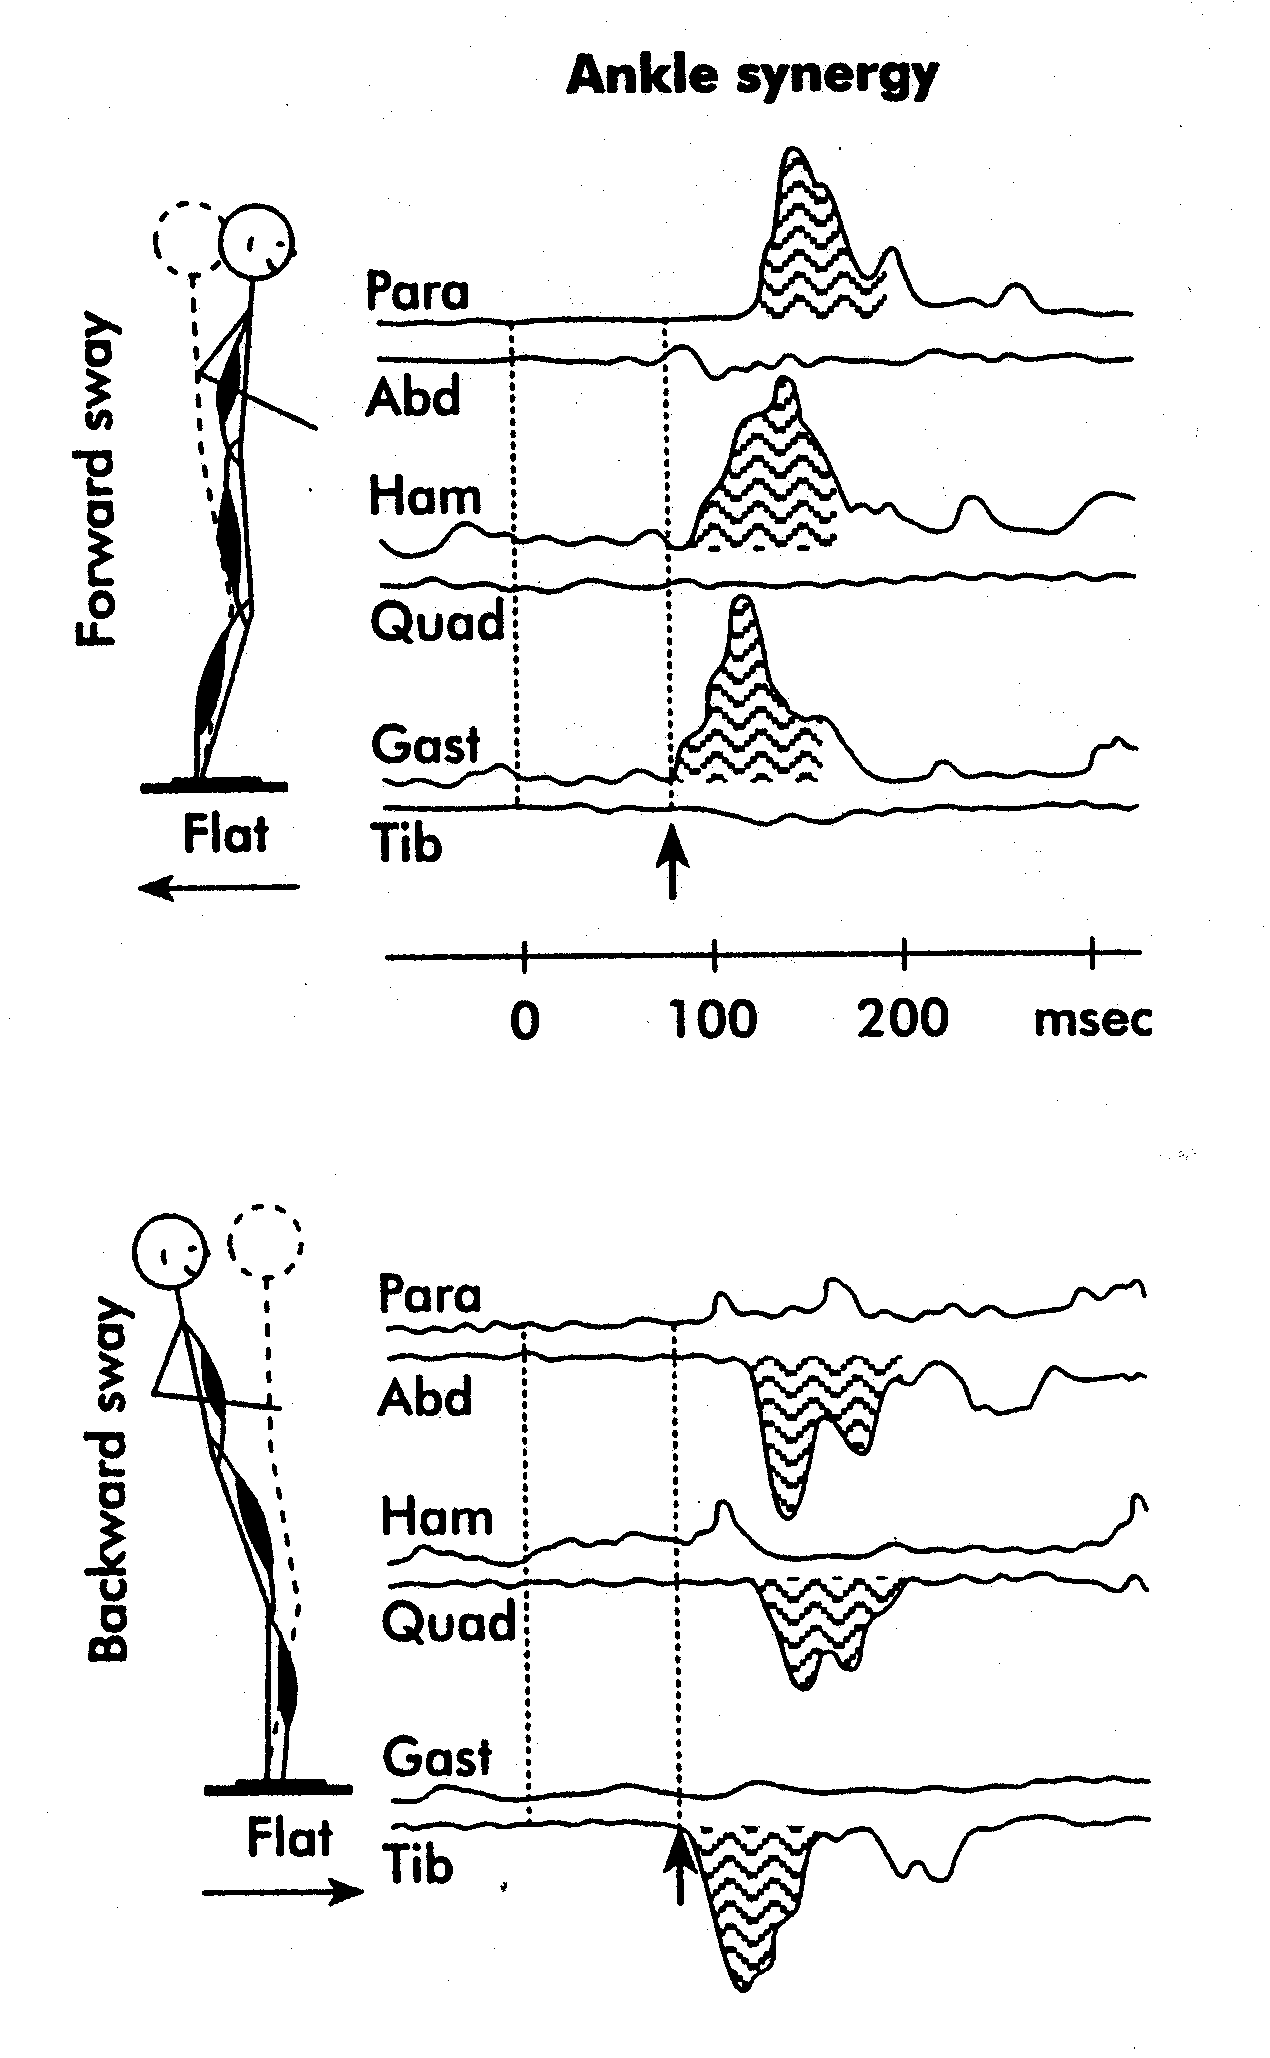 Ankle synergy
Forward sway
Para
Abd
Ham
Quad
Gast
Tib
Flat
0 100 200 msec
Backward sway
Para
Abd
Ham
Quad
Gast
Tib
Flat